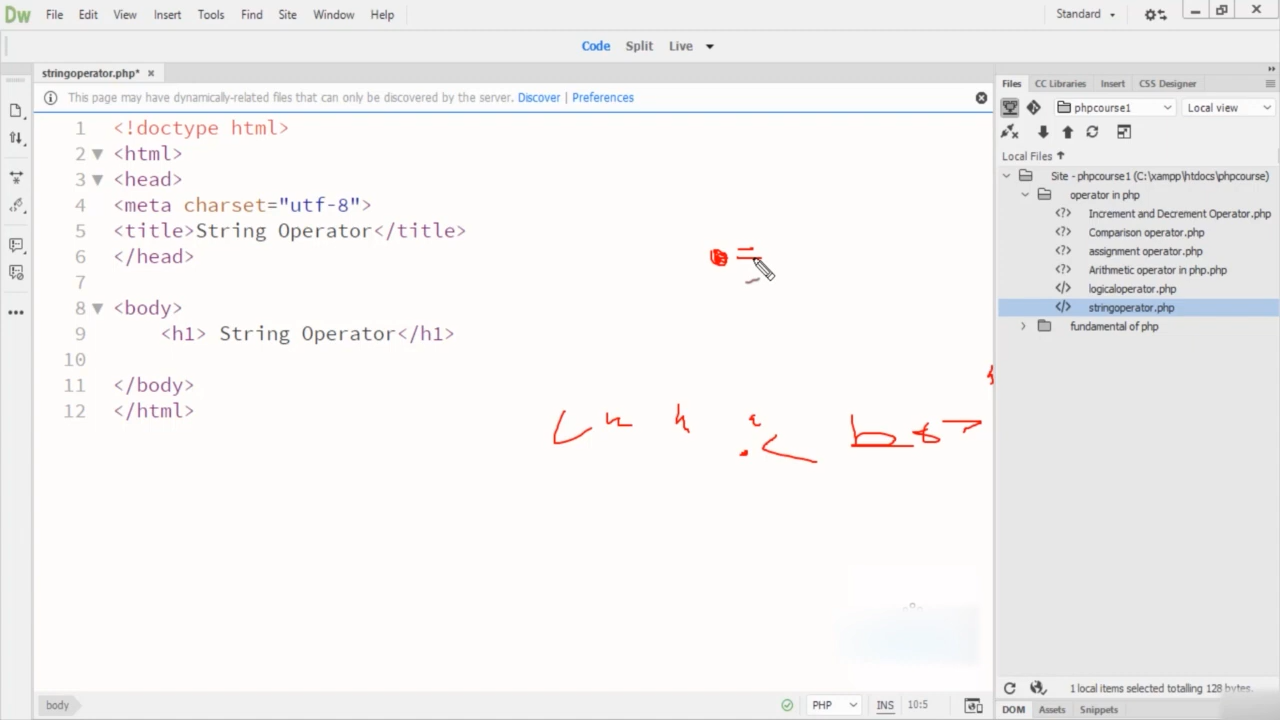 Dw File Edit View Insert Tools Find Site Window Help Standard
Code Split Live
stringoperator.php* ×
This page may have dynamically-related files that can only be discovered by the server. Discover | Preferences
1 <!doctype html>
2 <html>
3 <head>
4 <meta charset="utf-8">
5 <title>String Operator</title>
6 </head>
7
8 <body>
9 <h1> String Operator</h1>
10
11 </body>
12 </html>
.=
body
PHP INS 10:5
Files CC Libraries Insert CSS Designer
phpcourse1 Local view
Local Files
Site - phpcourse1 (C:\xampp\htdocs\phpcourse)
operator in php
Increment and Decrement Operator.php
Comparison operator.php
assignment operator.php
Arithmetic operator in php.php
logicaloperator.php
stringoperator.php
fundamental of php
1 local items selected totalling 128 bytes.
DOM Assets Snippets